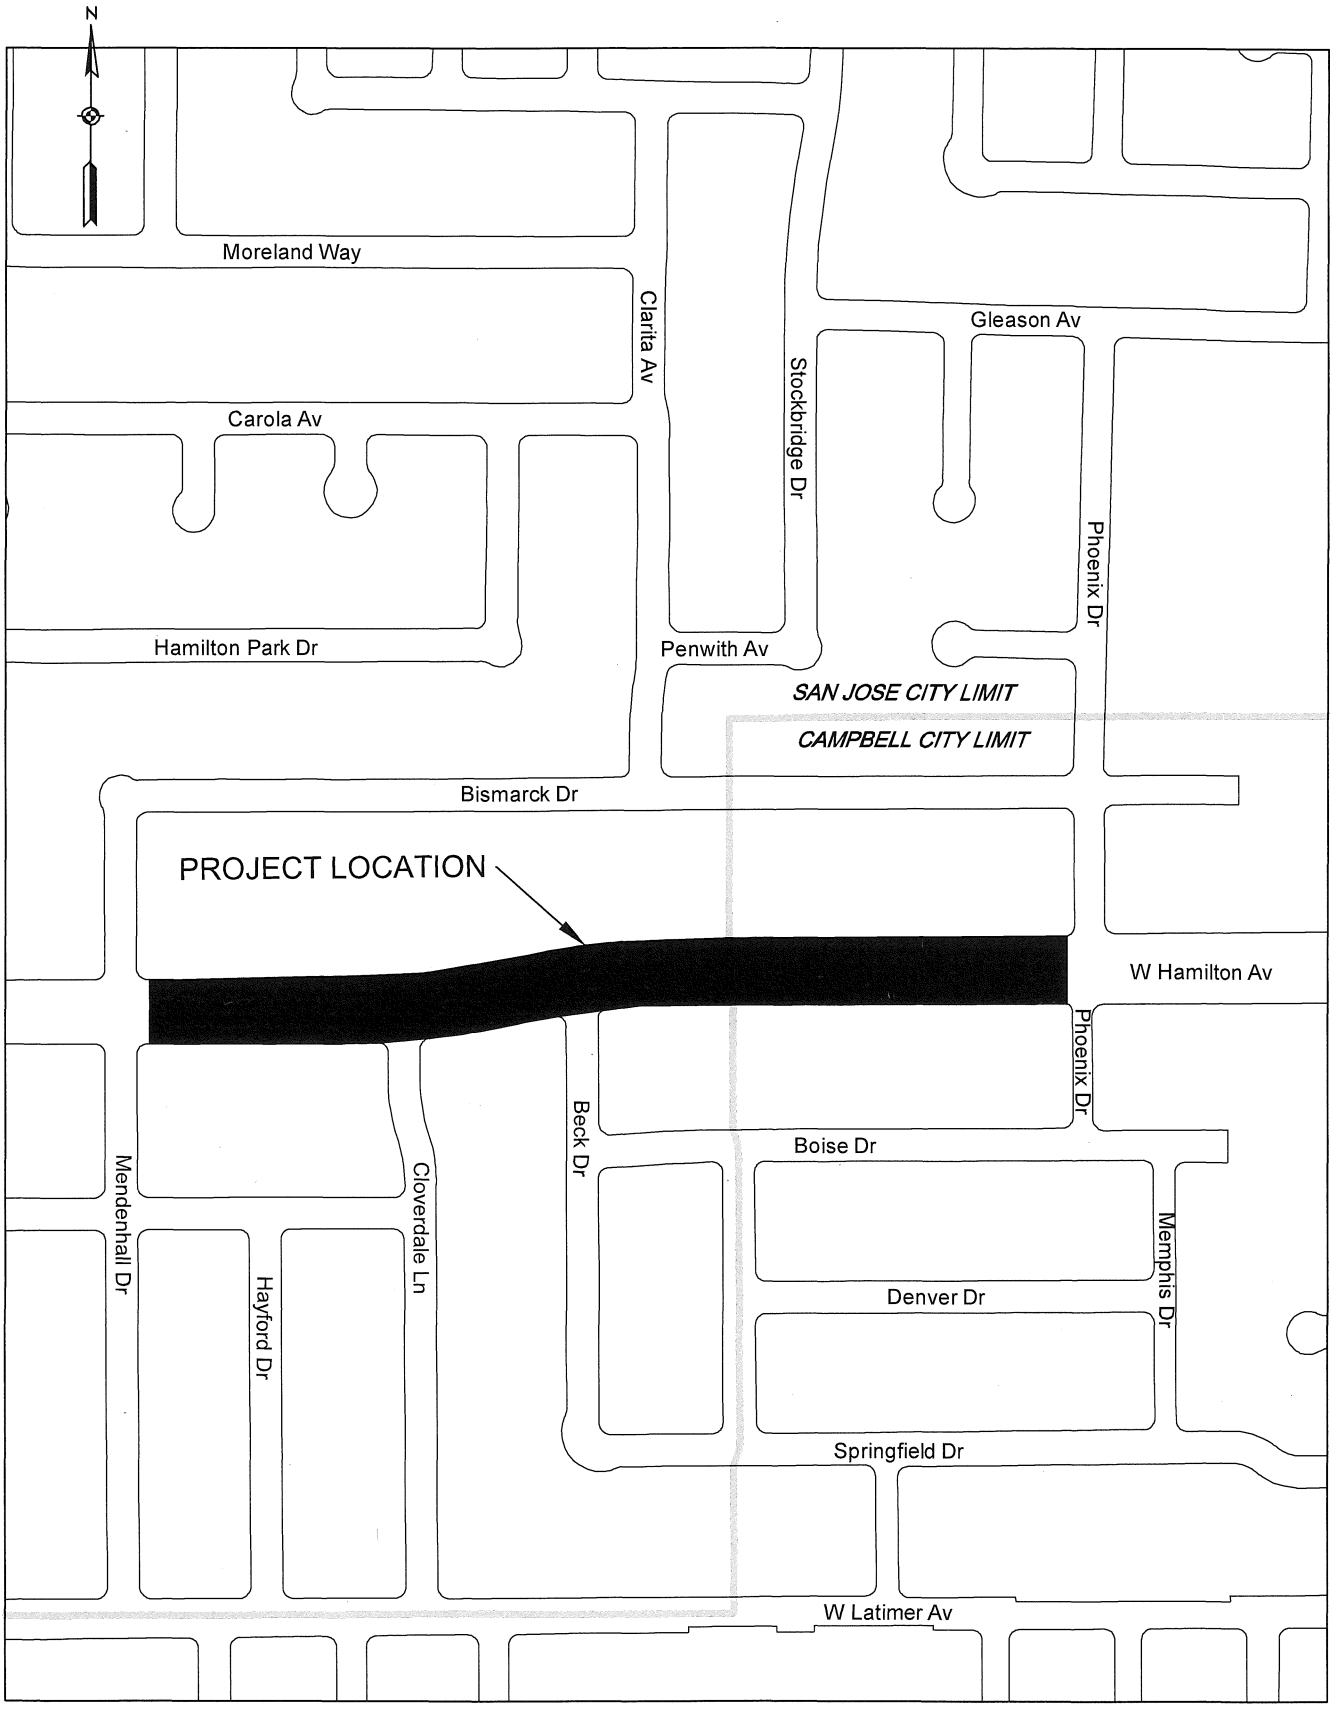 N
Moreland Way
Clarita Av
Gleason Av
Stockbridge Dr
Carola Av
Phoenix Dr
Hamilton Park Dr
Penwith Av
SAN JOSE CITY LIMIT
CAMPBELL CITY LIMIT
Bismarck Dr
PROJECT LOCATION
W Hamilton Av
Phoenix Dr
Beck Dr
Boise Dr
Mendenhall Dr
Cloverdale Ln
Memphis Dr
Hayford Dr
Denver Dr
Springfield Dr
W Latimer Av